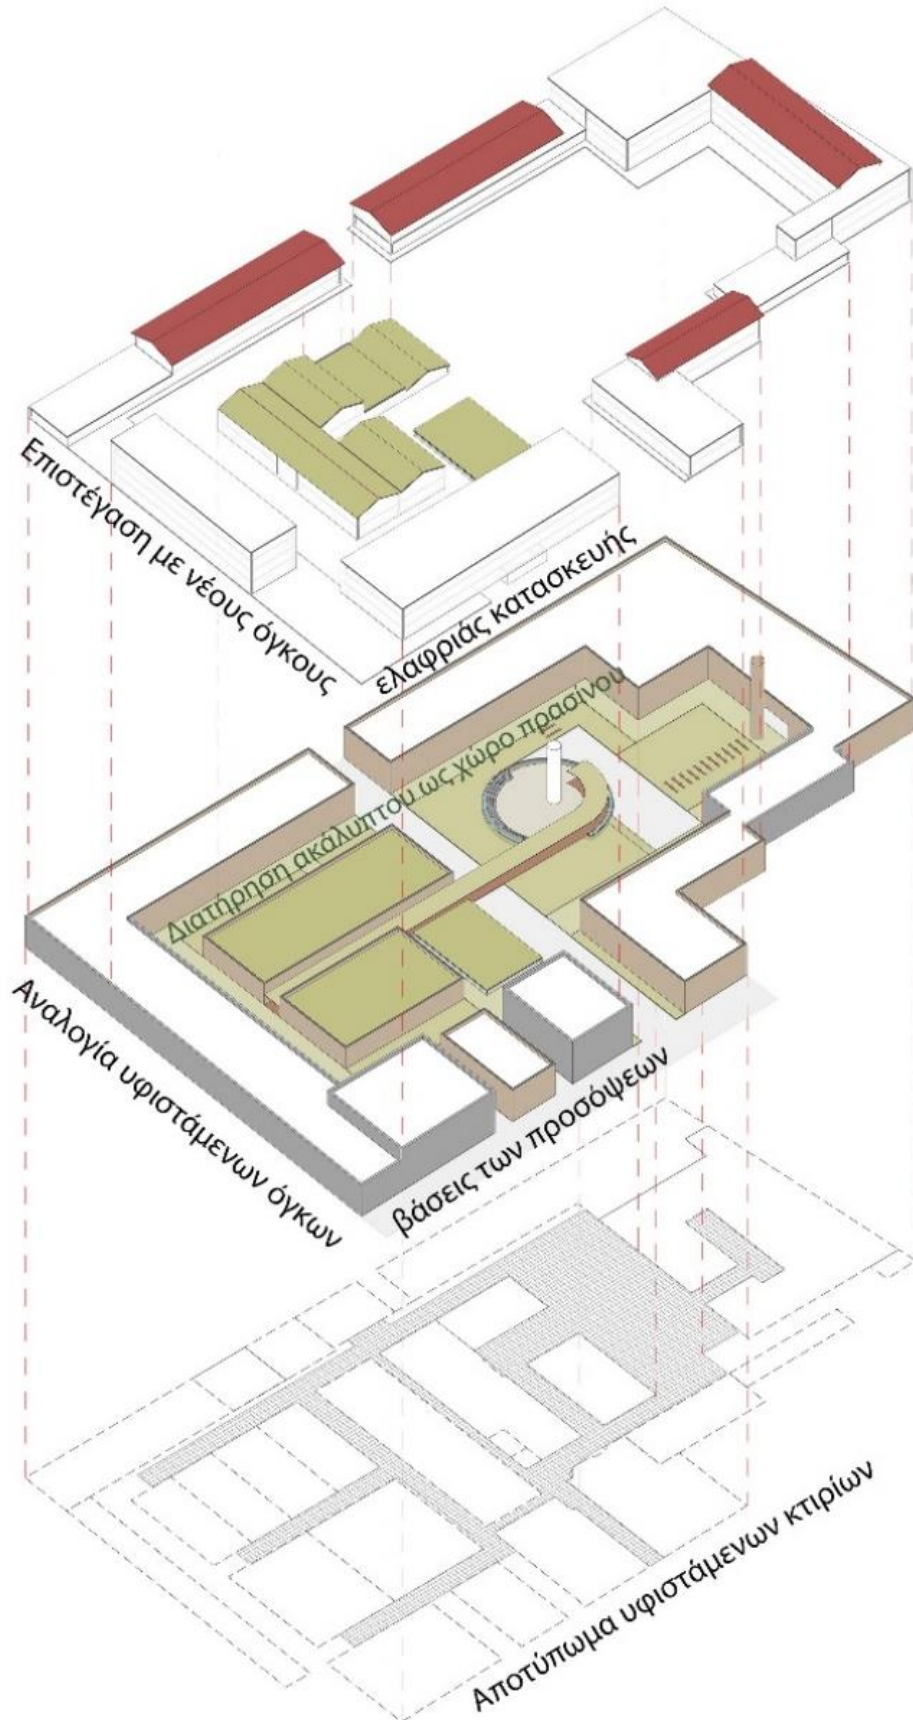 Επιστέγαση με νέους όγκους
ελαφριάς κατασκευής
Διατήρηση ακάλυπτου ως χώρο πρασίνου
Αναλογία υφιστάμενων όγκων
βάσεις των προσόψεων
Αποτύπωμα υφιστάμενων κτιρίων